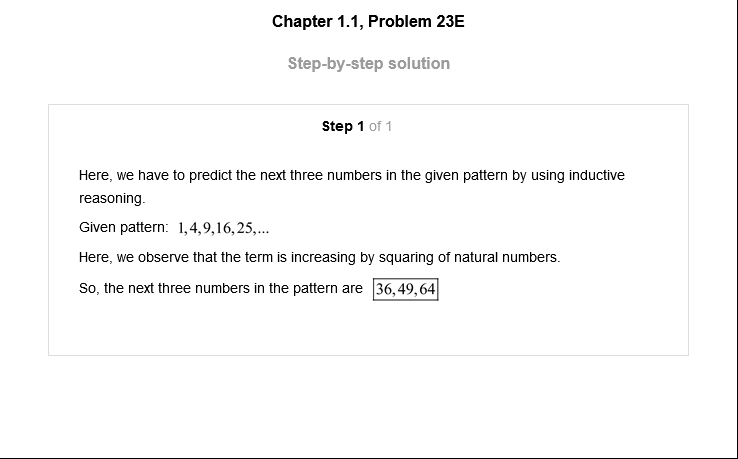 Chapter 1.1, Problem 23E
Step-by-step solution
Step 1 of 1
Here, we have to predict the next three numbers in the given pattern by using inductive
reasoning.
Given pattern: 1,4,9,16,25,...
Here, we observe that the term is increasing by squaring of natural numbers.
So, the next three numbers in the pattern are 36,49,64